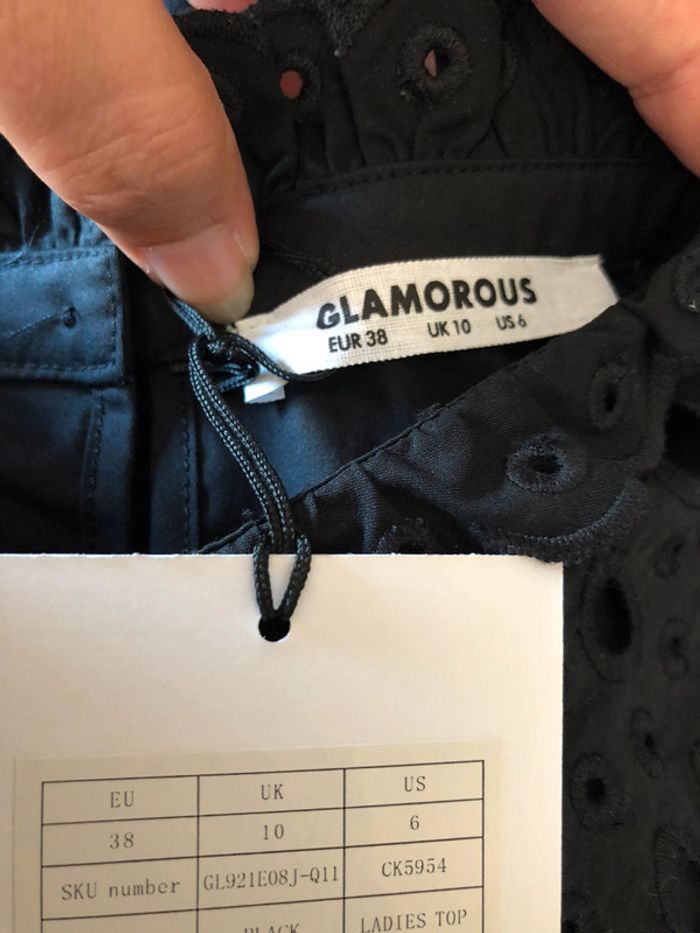 GLAMOROUS
EUR 38 UK 10 US 6
EU UK US
38 10 6
SKU number GL921E08J-Q11 CK5954
BLACK LADIES TOP